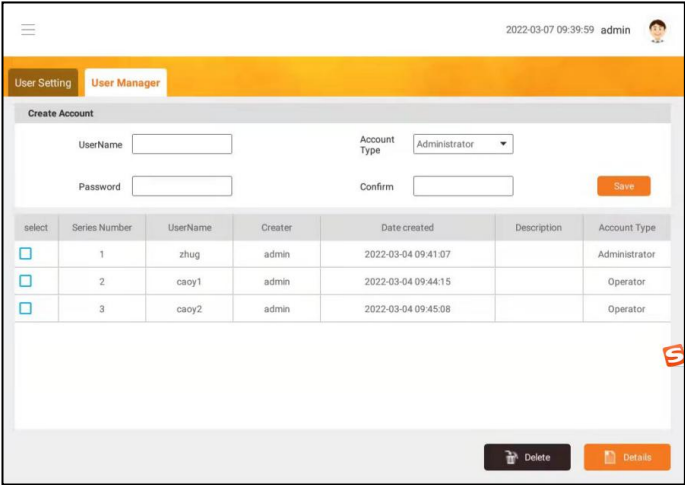 2022-03-07 09:39:59 admin
User Setting User Manager
Create Account
UserName Account Type Administrator
Password Confirm Save
select Series Number UserName Creater Date created Description Account Type
1 zhug admin 2022-03-04 09:41:07 Administrator
2 caoy1 admin 2022-03-04 09:44:15 Operator
3 caoy2 admin 2022-03-04 09:45:08 Operator
S
Delete Details